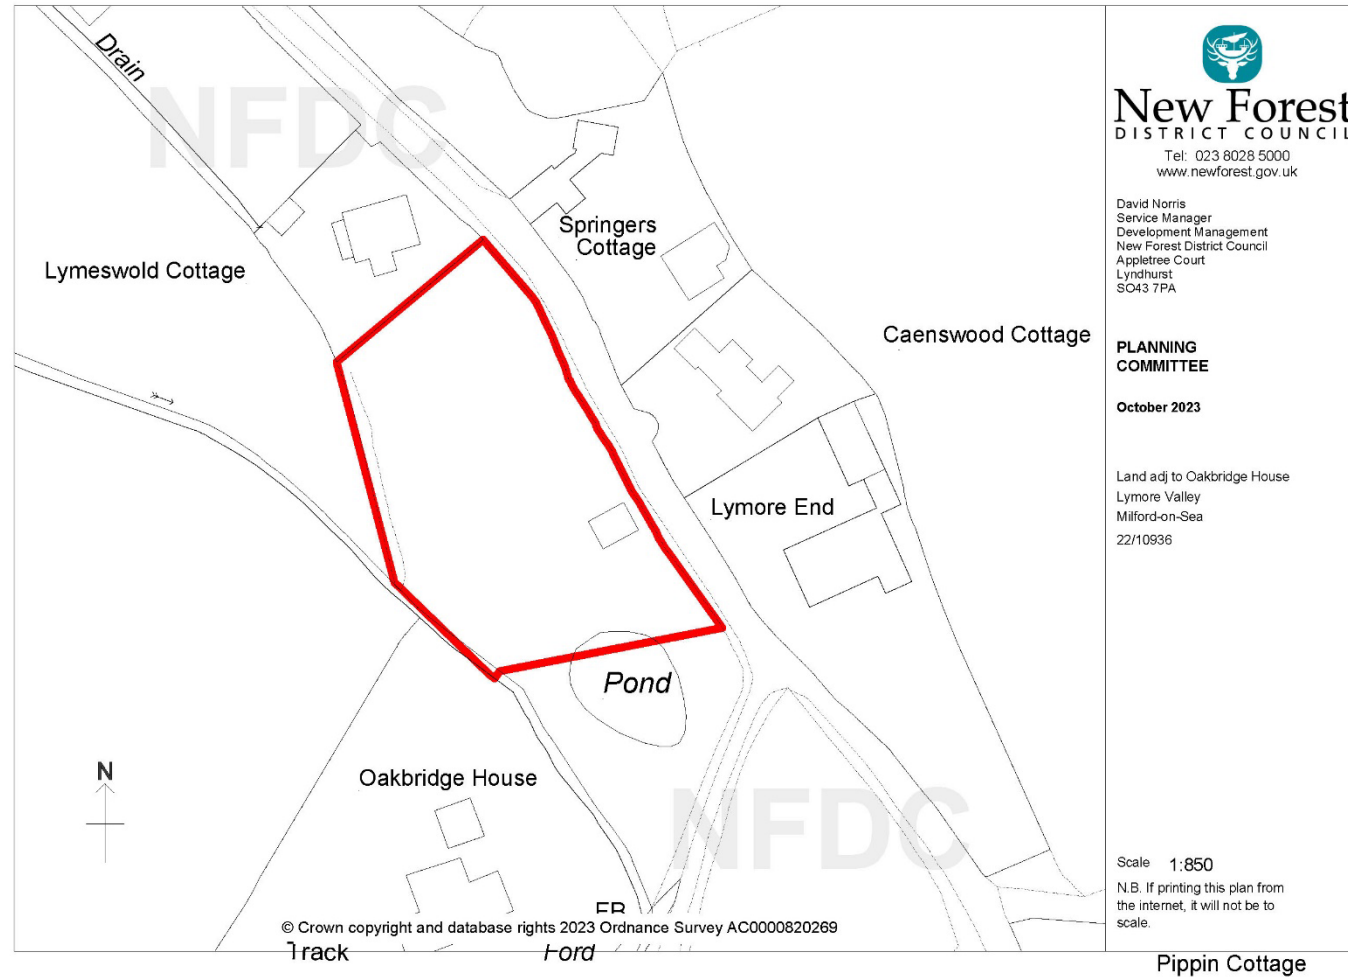 Drain
NFDC
Springers
Cottage
Lymeswold Cottage
Caenswood Cottage
Lymore End
Pond
N
Oakbridge House
NFDC
FB
© Crown copyright and database rights 2023 Ordnance Survey AC0000820269
Track
Ford
New Forest
DISTRICT COUNCIL
Tel: 023 8028 5000
www.newforest.gov.uk
David Norris
Service Manager
Development Management
New Forest District Council
Appletree Court
Lyndhurst
SO43 7PA
PLANNING
COMMITTEE
October 2023
Land adj to Oakbridge House
Lymore Valley
Milford-on-Sea
22/10936
Scale 1:850
N.B. If printing this plan from
the internet, it will not be to
scale.
Pippin Cottage